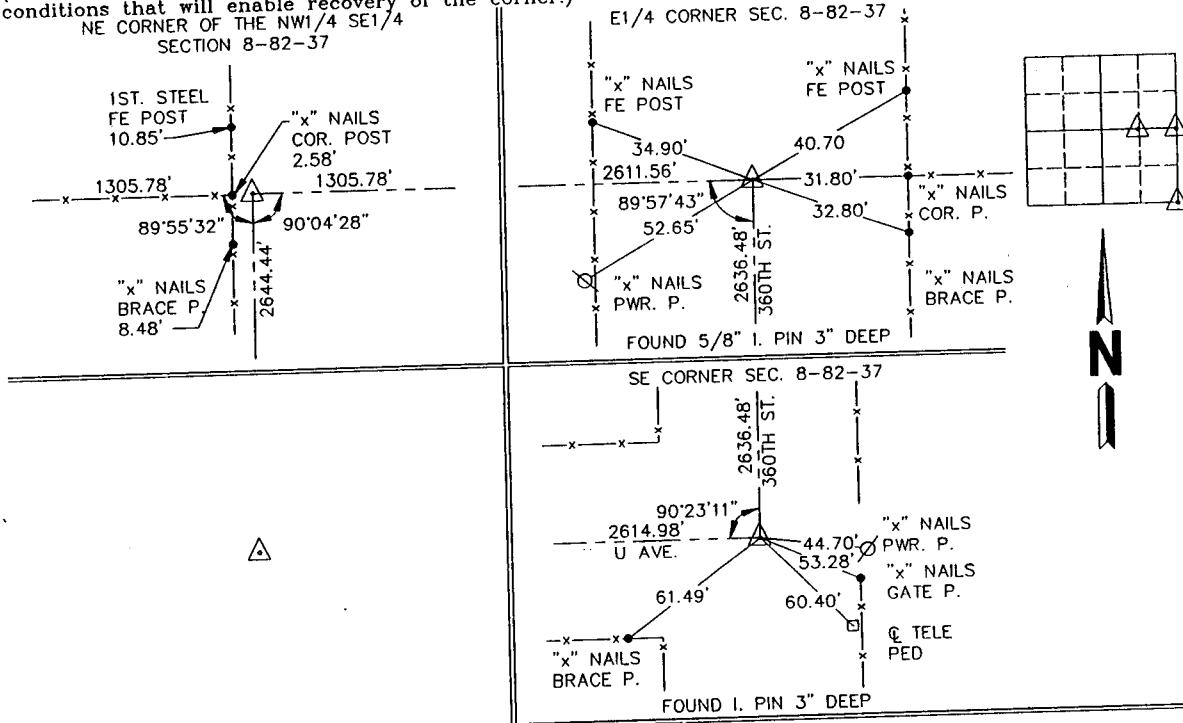 conditions that will enable recovery of the corner.)
NE CORNER OF THE NW1/4 SE1/4
SECTION 8-82-37
1ST. STEEL
FE POST
10.85'
"x" NAILS
COR. POST
2.58'
1305.78'
1305.78'
89°55'32"
90°04'28"
2644.44'
"x" NAILS
BRACE P.
8.48'
E1/4 CORNER SEC. 8-82-37
"x" NAILS
FE POST
"x" NAILS
FE POST
34.90'
40.70
2611.56'
31.80'
89°57'43"
32.80'
"x" NAILS
COR. P.
52.65'
2636.48'
360TH ST.
"x" NAILS
PWR. P.
"x" NAILS
BRACE P.
FOUND 5/8" I. PIN 3" DEEP
N
SE CORNER SEC. 8-82-37
2636.48'
360TH ST.
90°23'11"
2614.98'
U AVE.
44.70'
"x" NAILS
PWR. P.
53.28'
"x" NAILS
GATE P.
61.49'
60.40'
℄ TELE
PED
"x" NAILS
BRACE P.
FOUND I. PIN 3" DEEP